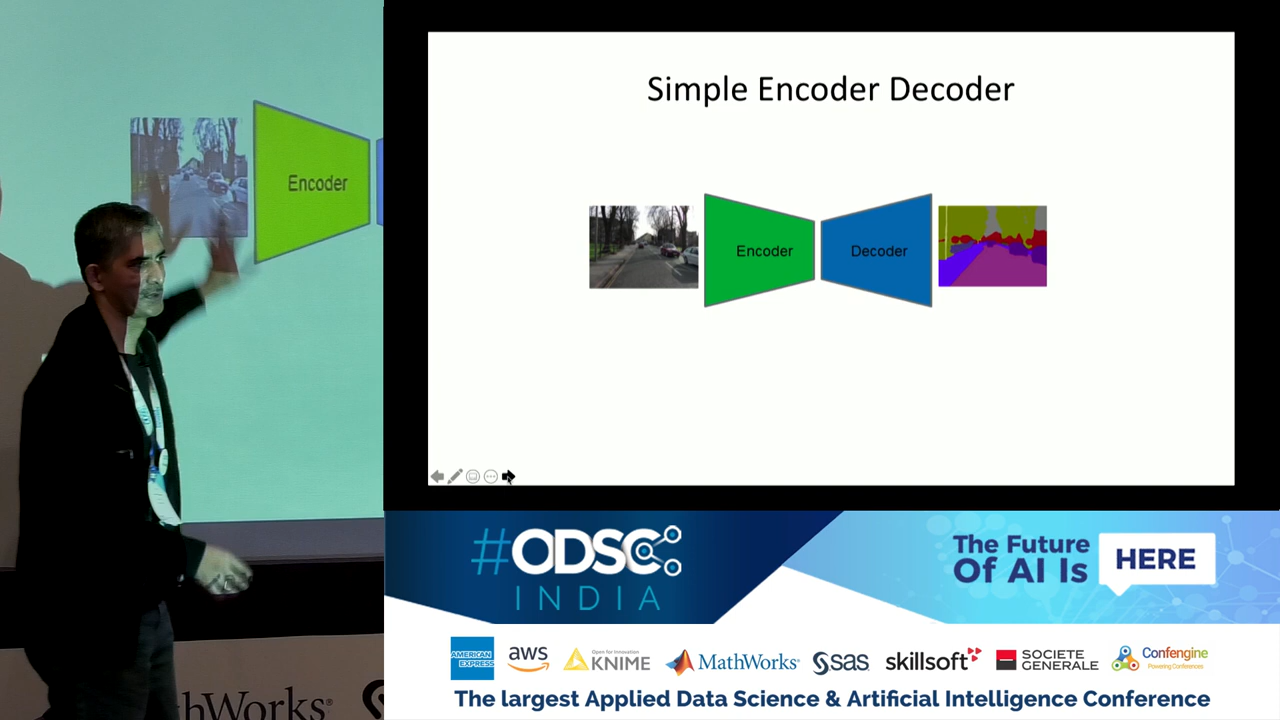 Encoder
Simple Encoder Decoder
Encoder
Decoder
#ODSC
INDIA
The Future
Of AI Is
HERE
AMERICAN
EXPRESS
aws
Open for Innovation
KNIME
MathWorks®
sas
skillsoft
SOCIETE
GENERALE
Confengine
Powering Conferences
The largest Applied Data Science & Artificial Intelligence Conference
hWorks®